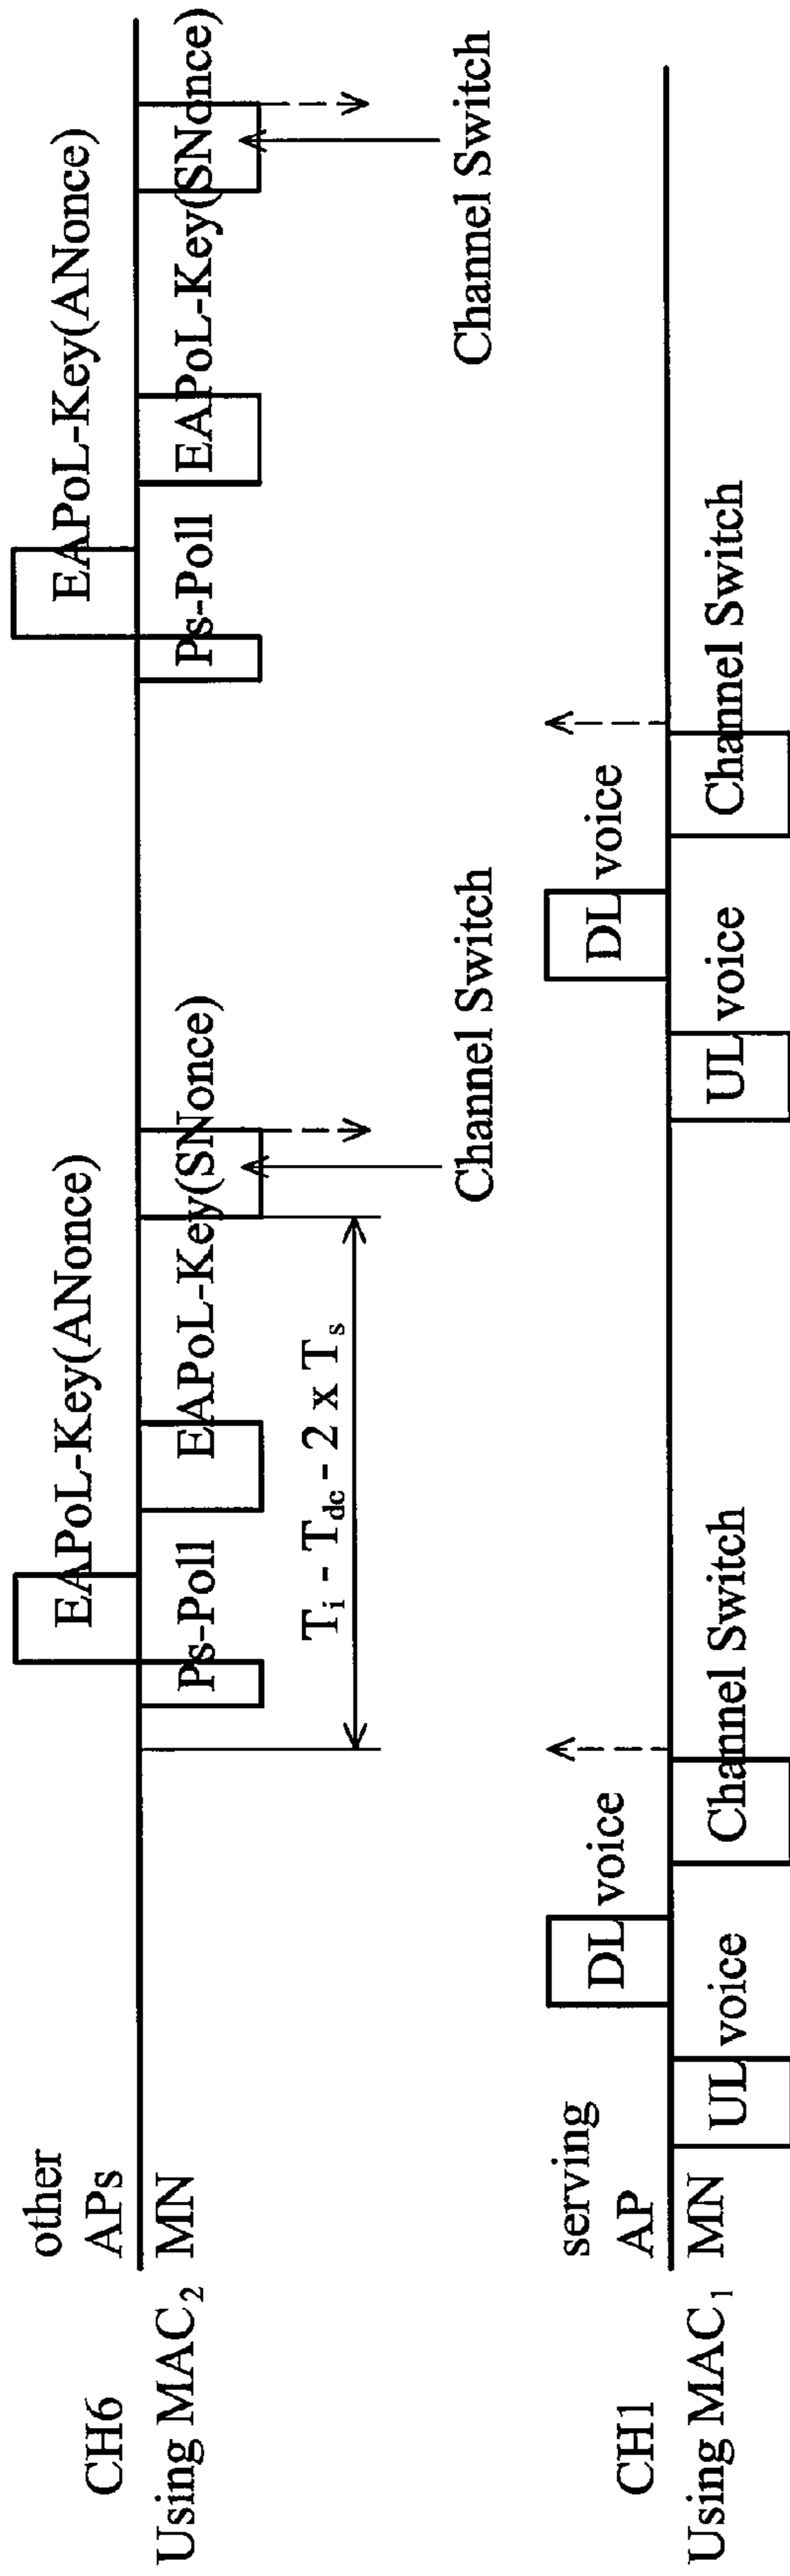 other
APs
CH6
MN
Using MAC2
EAPoL-Key(ANonce)
Ps-Poll
EAPoL-Key(SNonce)
Ti - Tdc - 2 x Ts
Channel Switch
EAPoL-Key(ANonce)
Ps-Poll
EAPoL-Key(SNonce)
Channel Switch
serving
AP
CH1
MN
Using MAC1
UL voice
DL voice
Channel Switch
UL voice
DL voice
Channel Switch